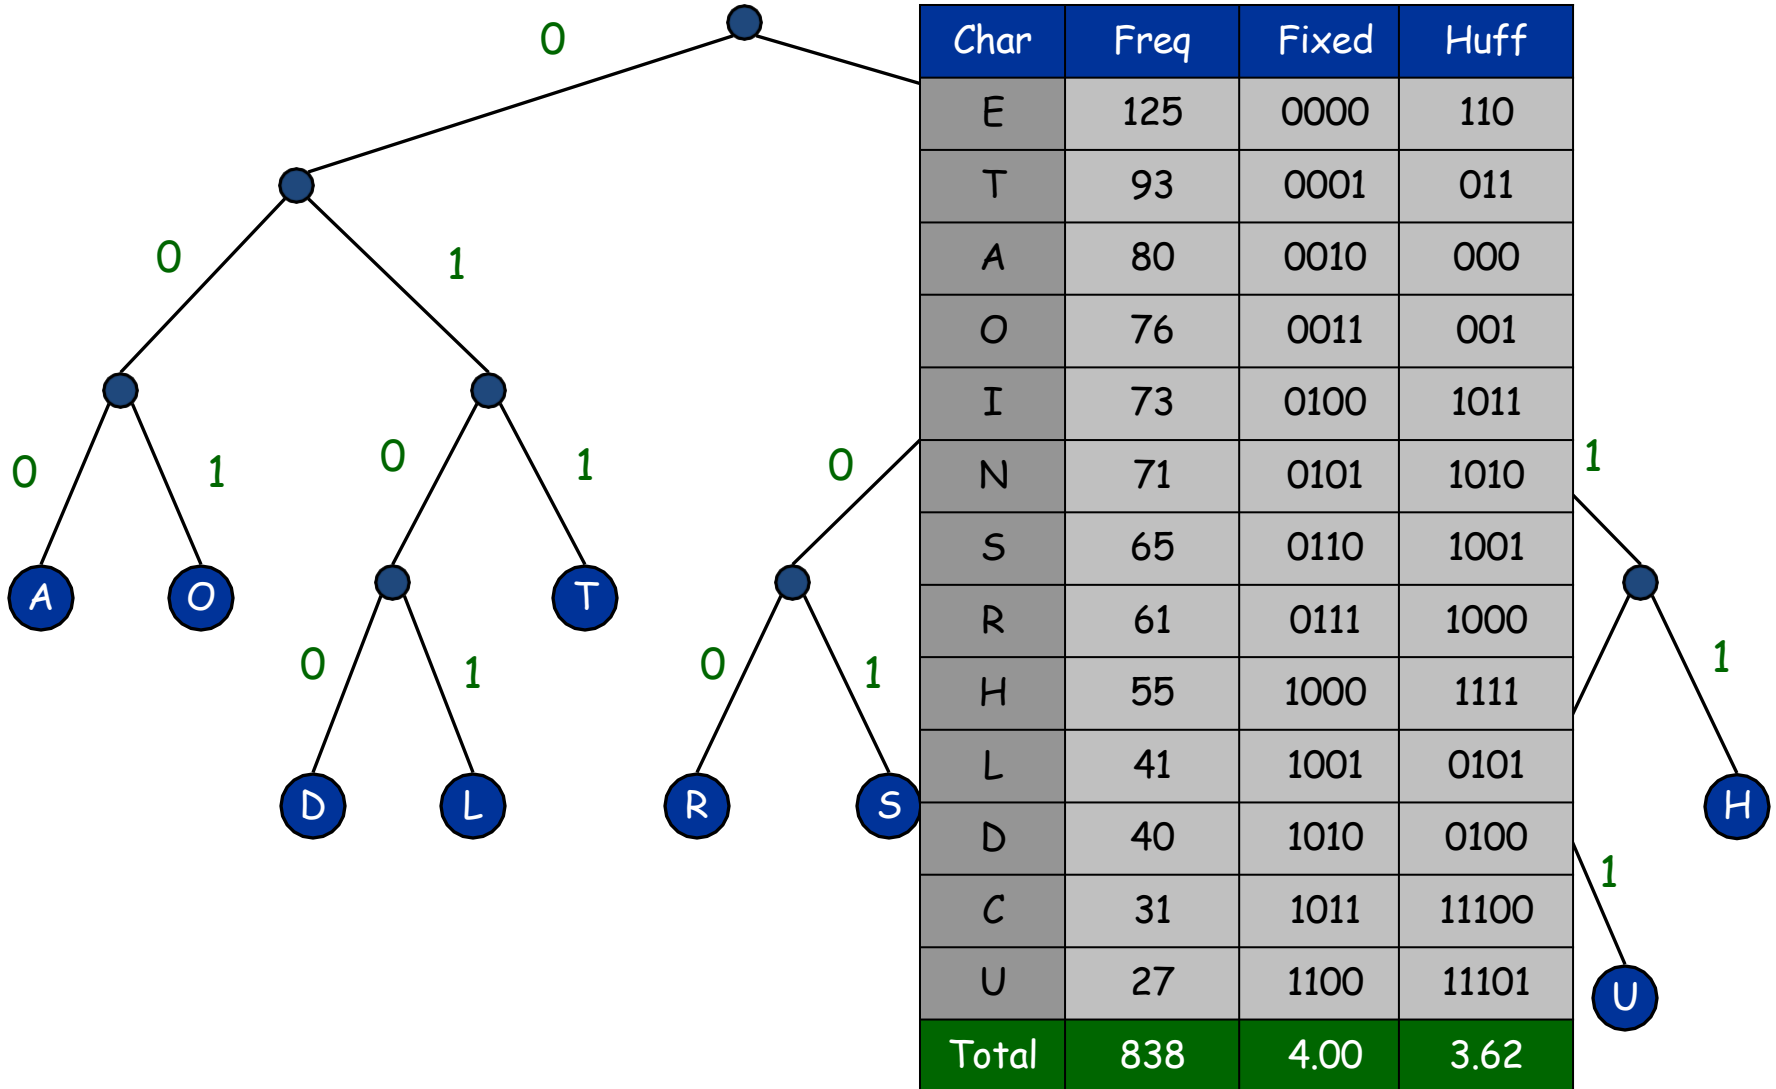 0
Char Freq Fixed Huff
E 125 0000 110
T 93 0001 011
A 80 0010 000
O 76 0011 001
I 73 0100 1011
N 71 0101 1010
S 65 0110 1001
R 61 0111 1000
H 55 1000 1111
L 41 1001 0101
D 40 1010 0100
C 31 1011 11100
U 27 1100 11101
Total 838 4.00 3.62
0 1
0 1 0 1 0 1
A O T
0 1 0 1 1
D L R S H
1
U